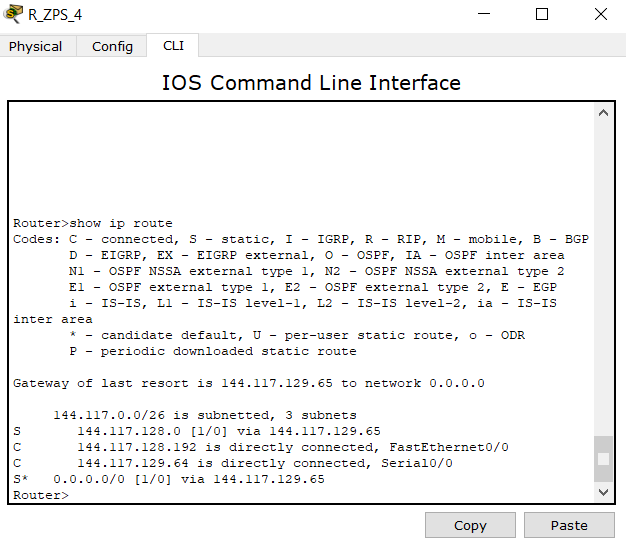 R_ZPS_4
Physical Config CLI
IOS Command Line Interface
Router>show ip route
Codes: C - connected, S - static, I - IGRP, R - RIP, M - mobile, B - BGP
       D - EIGRP, EX - EIGRP external, O - OSPF, IA - OSPF inter area
       N1 - OSPF NSSA external type 1, N2 - OSPF NSSA external type 2
       E1 - OSPF external type 1, E2 - OSPF external type 2, E - EGP
       i - IS-IS, L1 - IS-IS level-1, L2 - IS-IS level-2, ia - IS-IS
inter area
       * - candidate default, U - per-user static route, o - ODR
       P - periodic downloaded static route
Gateway of last resort is 144.117.129.65 to network 0.0.0.0
     144.117.0.0/26 is subnetted, 3 subnets
S       144.117.128.0 [1/0] via 144.117.129.65
C       144.117.128.192 is directly connected, FastEthernet0/0
C       144.117.129.64 is directly connected, Serial0/0
S*   0.0.0.0/0 [1/0] via 144.117.129.65
Router>
Copy Paste